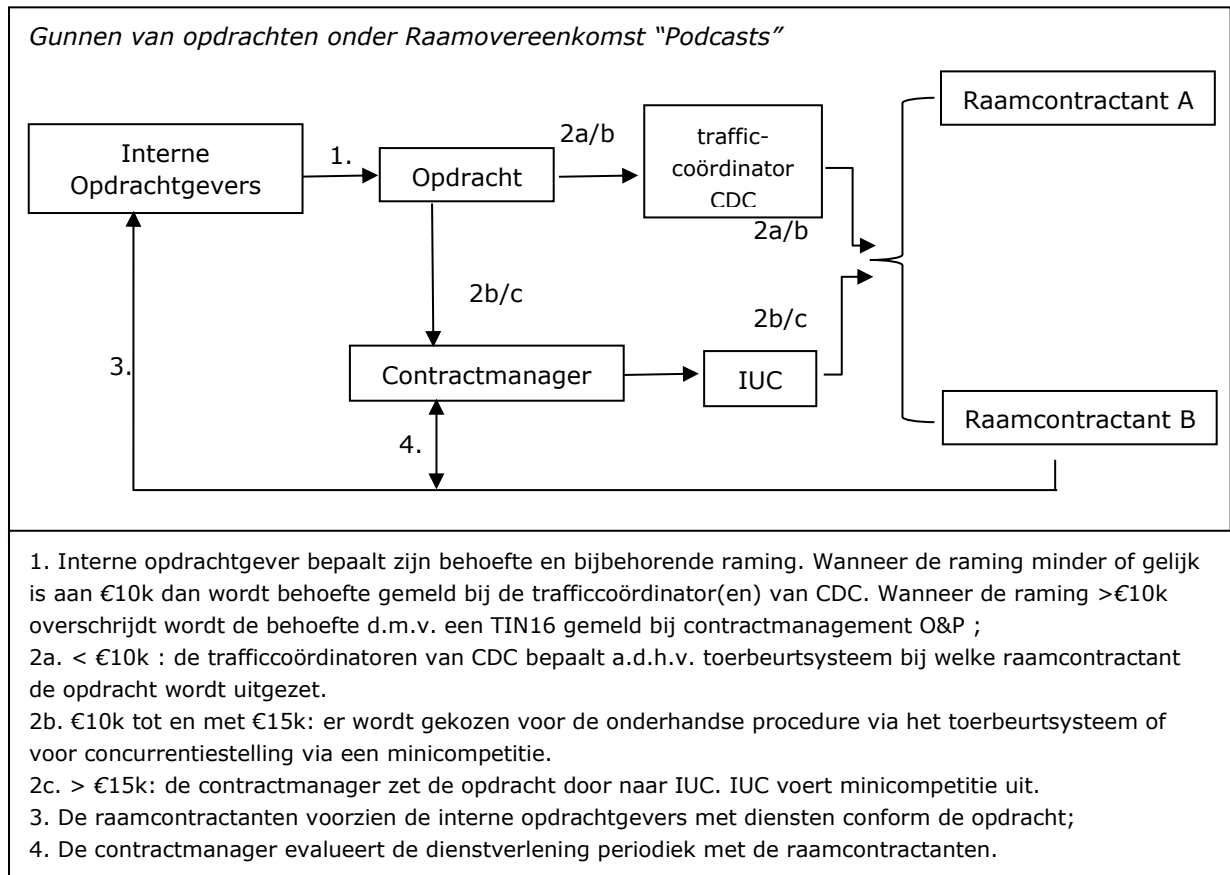 Gunnen van opdrachten onder Raamovereenkomst “Podcasts”
Raamcontractant A
Interne
Opdrachtgevers
1.
Opdracht
2a/b
traffic-
coördinator
CDC
2a/b
2b/c
2b/c
3.
Contractmanager
IUC
Raamcontractant B
4.
1. Interne opdrachtgever bepaalt zijn behoefte en bijbehorende raming. Wanneer de raming minder of gelijk
is aan €10k dan wordt behoefte gemeld bij de trafficcoördinator(en) van CDC. Wanneer de raming >€10k
overschrijdt wordt de behoefte d.m.v. een TIN16 gemeld bij contractmanagement O&P ;
2a. < €10k : de trafficcoördinatoren van CDC bepaalt a.d.h.v. toerbeurtsysteem bij welke raamcontractant
de opdracht wordt uitgezet.
2b. €10k tot en met €15k: er wordt gekozen voor de onderhandse procedure via het toerbeurtsysteem of
voor concurrentiestelling via een minicompetitie.
2c. > €15k: de contractmanager zet de opdracht door naar IUC. IUC voert minicompetitie uit.
3. De raamcontractanten voorzien de interne opdrachtgevers met diensten conform de opdracht;
4. De contractmanager evalueert de dienstverlening periodiek met de raamcontractanten.